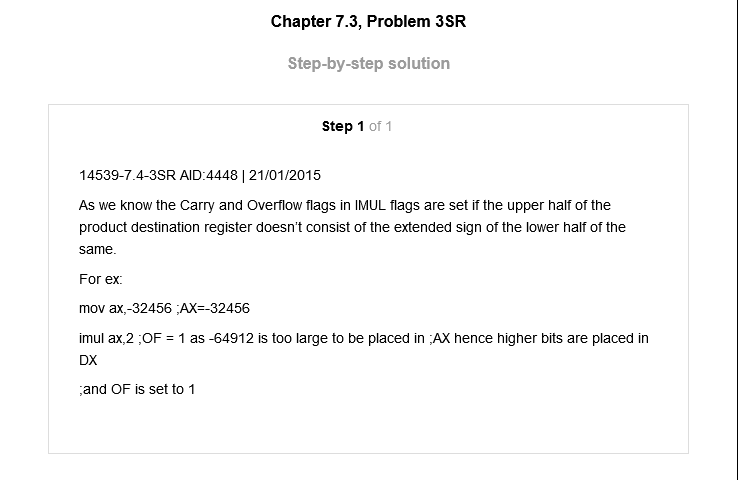 Chapter 7.3, Problem 3SR
Step-by-step solution
Step 1 of 1
14539-7.4-3SR AID:4448 | 21/01/2015
As we know the Carry and Overflow flags in IMUL flags are set if the upper half of the
product destination register doesn't consist of the extended sign of the lower half of the
same.
For ex:
mov ax,-32456 ;AX=-32456
imul ax,2 ;OF = 1 as -64912 is too large to be placed in ;AX hence higher bits are placed in
DX
;and OF is set to 1